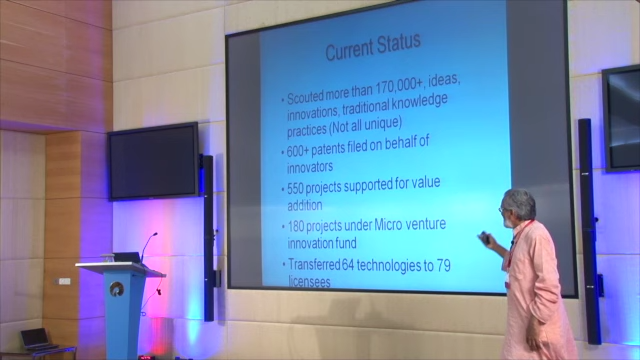 Current Status
• Scouted more than 170,000+, ideas,
innovations, traditional knowledge
practices (Not all unique)
• 600+ patents filed on behalf of
innovators
• 550 projects supported for value
addition
• 180 projects under Micro venture
innovation fund
• Transferred 64 technologies to 79
licensees